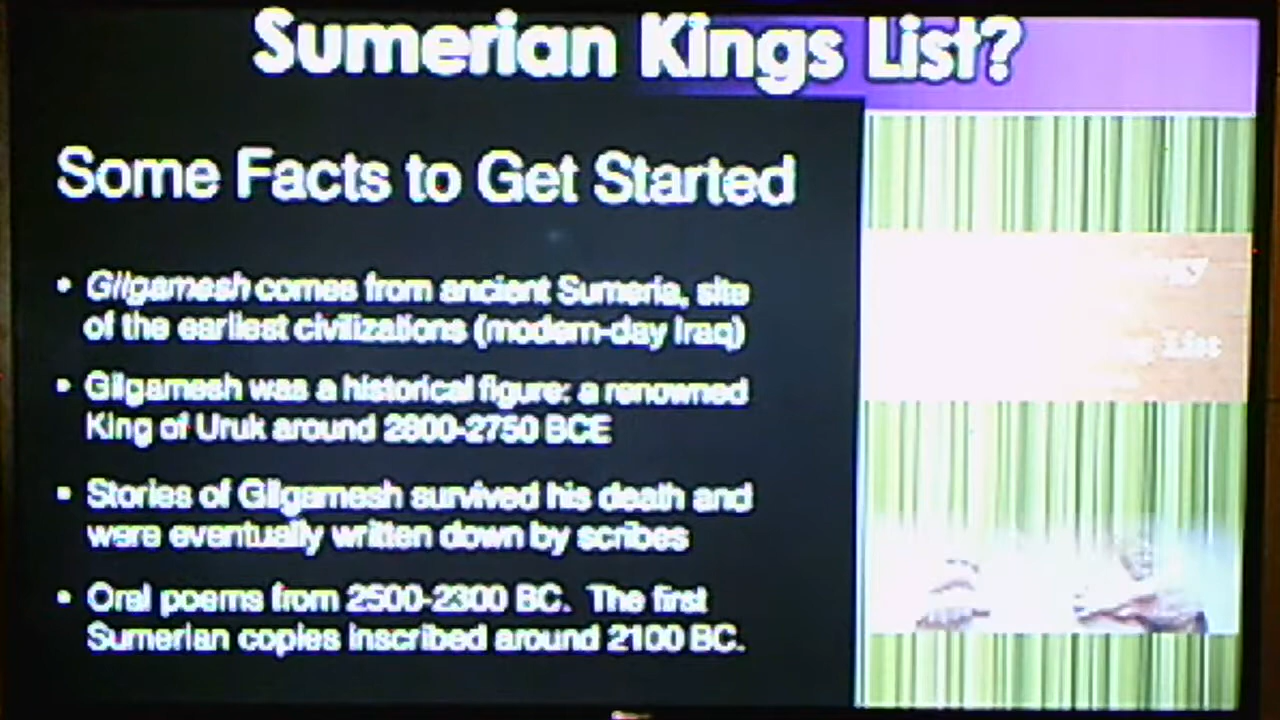 Sumerian Kings List?
Some Facts to Get Started
• Gilgamesh comes from ancient Sumeria, site
of the earliest civilizations (modern-day Iraq)
• Gilgamesh was a historical figure: a renowned
King of Uruk around 2800-2750 BCE
• Stories of Gilgamesh survived his death and
were eventually written down by scribes
• Oral poems from 2500-2300 BC. The first
Sumerian copies inscribed around 2100 BC.
List